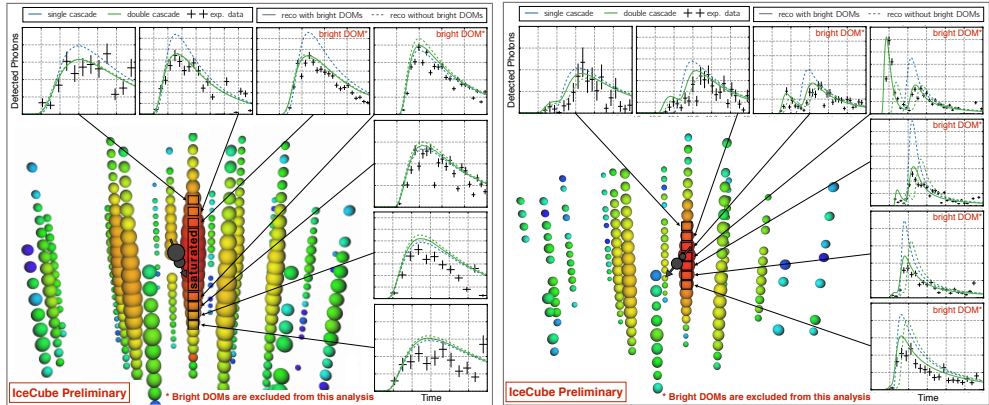 single cascade double cascade exp. data reco with bright DOMs reco without bright DOMs
Detected Photons
bright DOM*
bright DOM*
saturated
Time
IceCube Preliminary
* Bright DOMs are excluded from this analysis
single cascade double cascade exp. data reco with bright DOMs reco without bright DOMs
Detected Photons
bright DOM*
bright DOM*
bright DOM*
bright DOM*
bright DOM*
Time
IceCube Preliminary
* Bright DOMs are excluded from this analysis